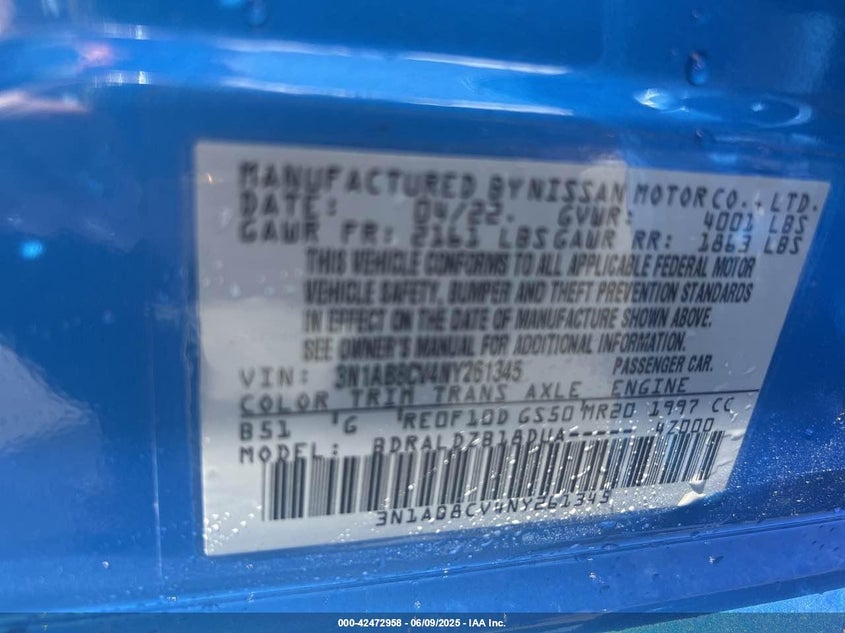 MANUFACTURED BY NISSAN MOTOR CO., LTD.
DATE: 04/22. GVWR: 4001 LBS
GAWR FR: 2161 LBS GAWR RR: 1863 LBS
THIS VEHICLE CONFORMS TO ALL APPLICABLE FEDERAL MOTOR
VEHICLE SAFETY, BUMPER AND THEFT PREVENTION STANDARDS
IN EFFECT ON THE DATE OF MANUFACTURE SHOWN ABOVE.
SEE OWNER'S MANUAL FOR ADDITIONAL INFORMATION.
VIN: 3N1AB8CV4NY261345 PASSENGER CAR.
COLOR TRIM TRANS AXLE ENGINE
B51 G RE0F10D GS50 MR20 1997 CC
MODEL: BDRALDZB18DUA----- 47000
3N1AB8CV4NY261345
000-42472958 - 06/09/2025 - IAA Inc.